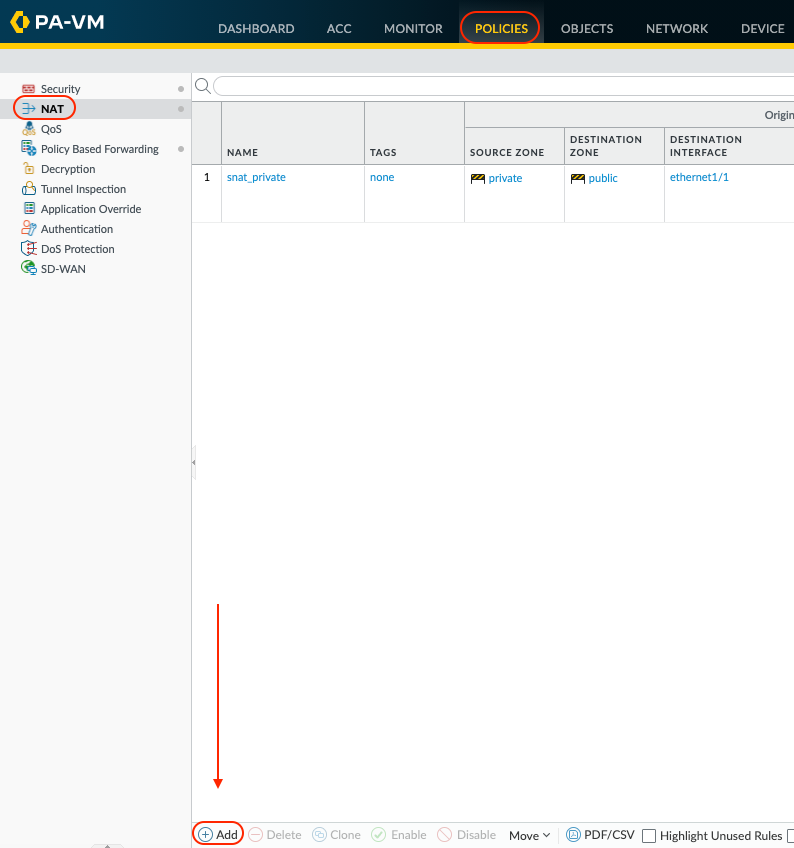 PA-VM
DASHBOARD ACC MONITOR POLICIES OBJECTS NETWORK DEVICE
Security
NAT
QoS
Policy Based Forwarding
Decryption
Tunnel Inspection
Application Override
Authentication
DoS Protection
SD-WAN
Origin
NAME TAGS SOURCE ZONE DESTINATION ZONE DESTINATION INTERFACE
1 snat_private none private public ethernet1/1
Add Delete Clone Enable Disable Move PDF/CSV Highlight Unused Rules